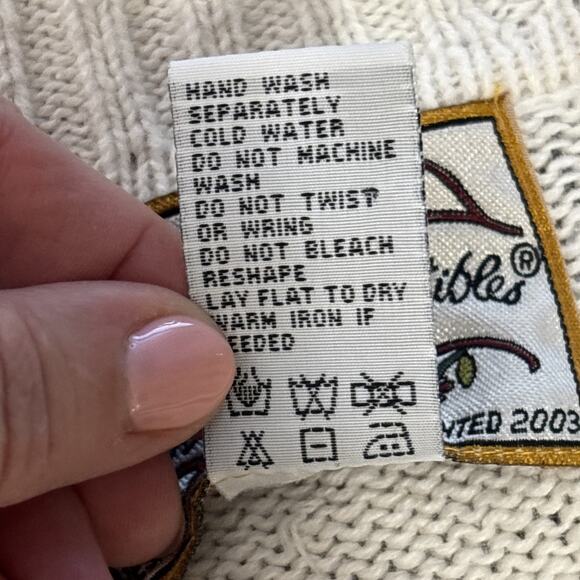 HAND WASH
SEPARATELY
COLD WATER
DO NOT MACHINE
WASH
DO NOT TWIST
OR WRING
DO NOT BLEACH
RESHAPE
LAY FLAT TO DRY
WARM IRON IF
NEEDED
ibles®
NTED 2003